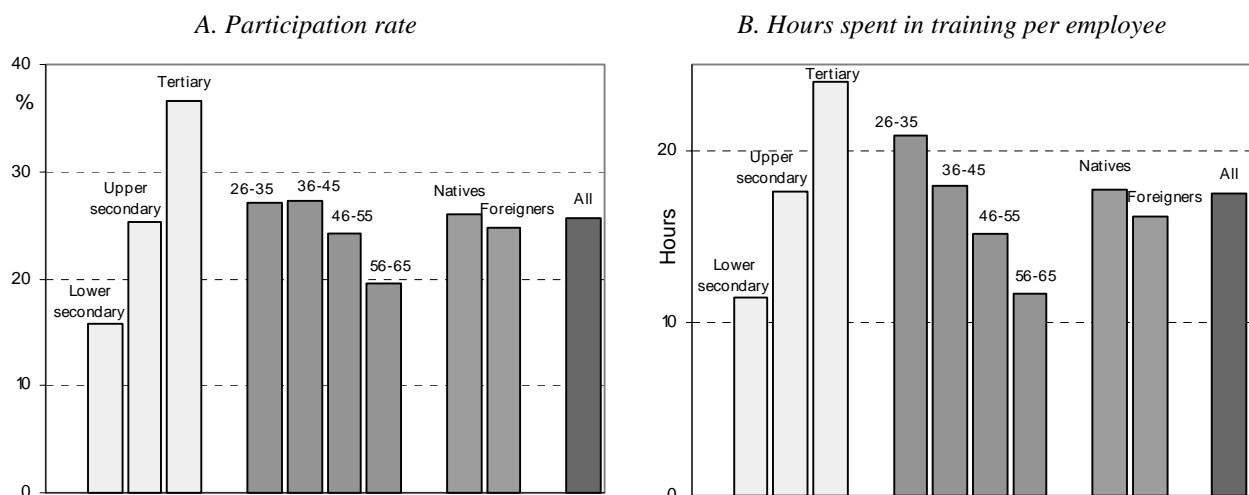 A. Participation rate
40
%
30
20
10
0
Tertiary
Upper
secondary
Lower
secondary
26-35
36-45
46-55
56-65
Natives
Foreigners
All
B. Hours spent in training per employee
Hours
20
10
0
Tertiary
Upper
secondary
Lower
secondary
26-35
36-45
46-55
56-65
Natives
Foreigners
All